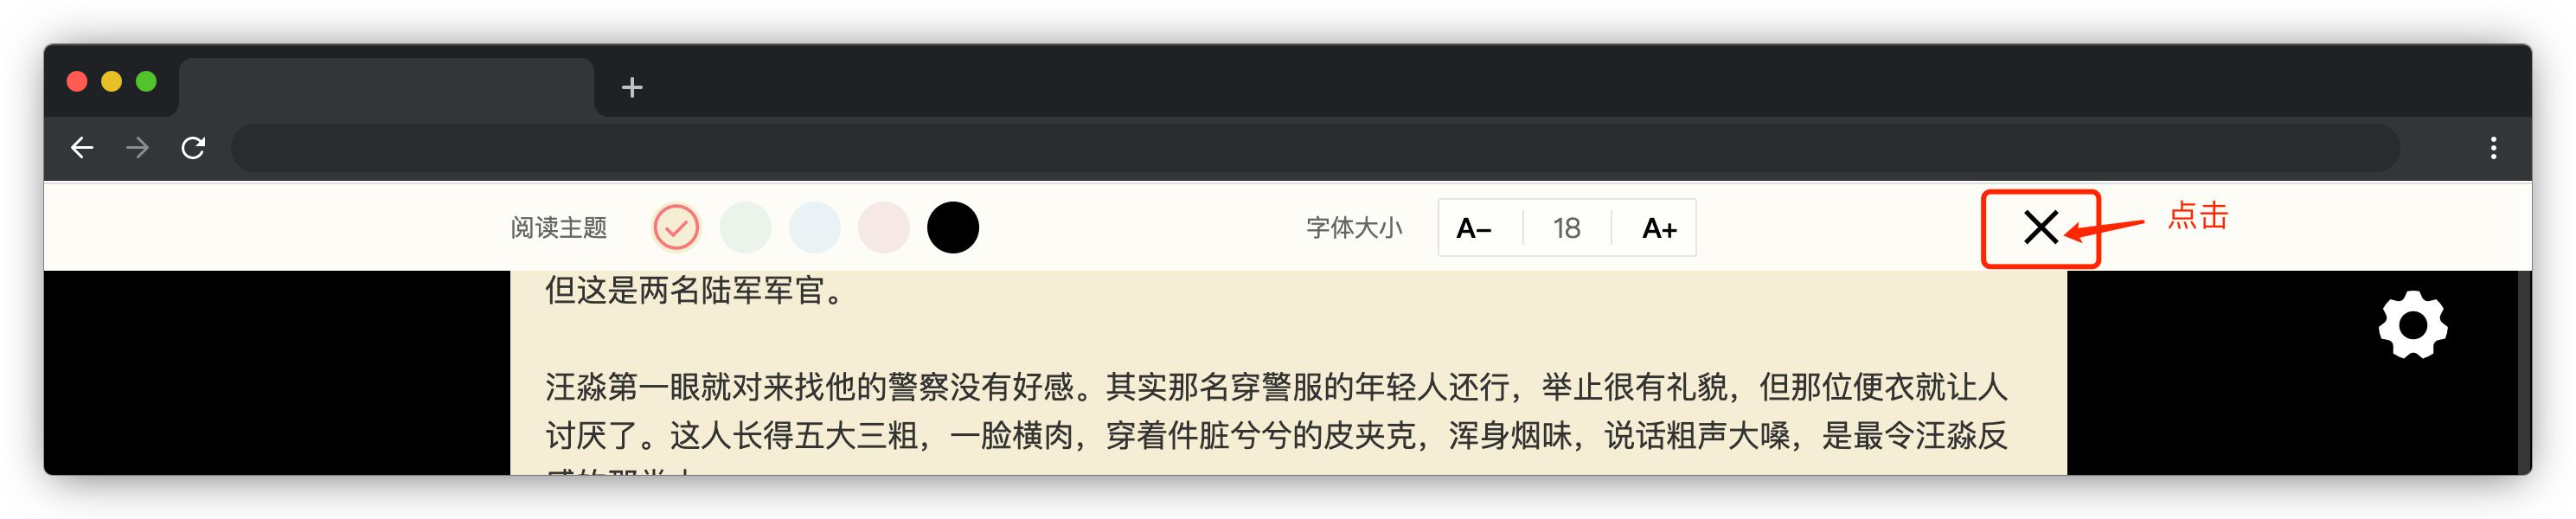 阅读主题
字体大小
A-
18
A+
点击
但这是两名陆军军官。
汪淼第一眼就对来找他的警察没有好感。其实那名穿警服的年轻人还行，举止很有礼貌，但那位便衣就让人
讨厌了。这人长得五大三粗，一脸横肉，穿着件脏兮兮的皮夹克，浑身烟味，说话粗声大嗓，是最令汪淼反